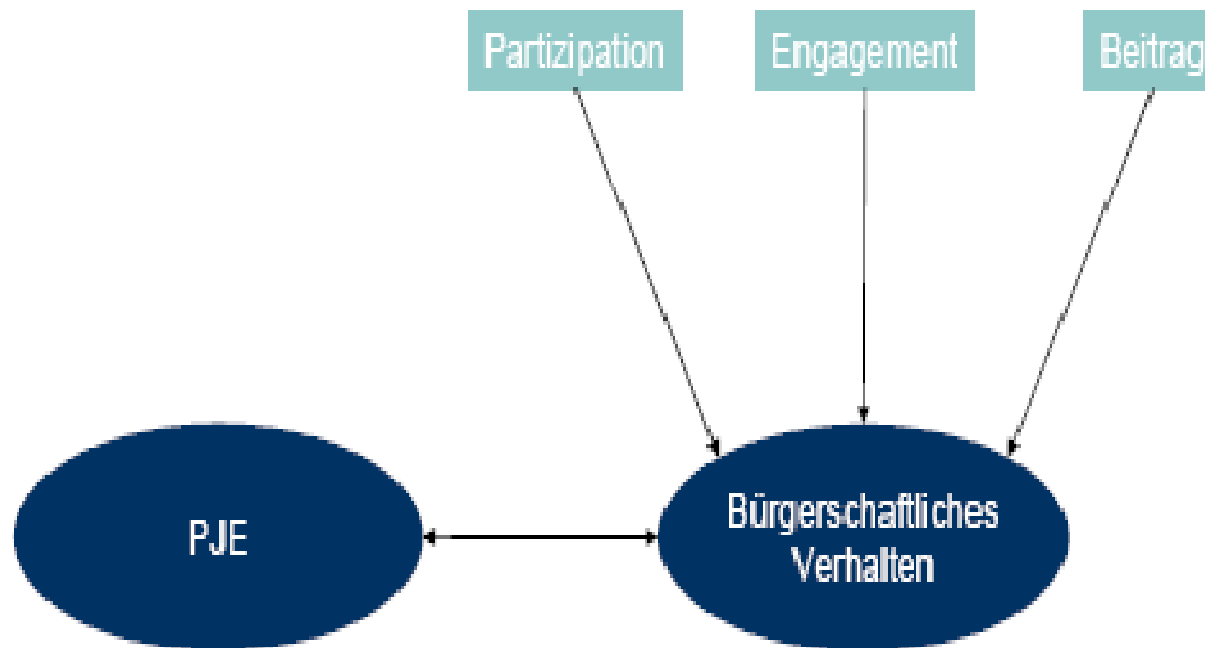 Partizipation
Engagement
Beitrag
PJE
Bürgerschaftliches
Verhalten